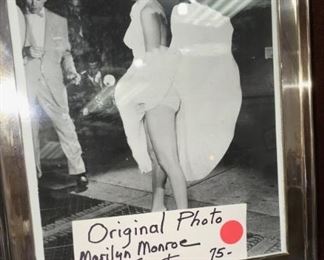 Original Photo
Marilyn Monroe
75-